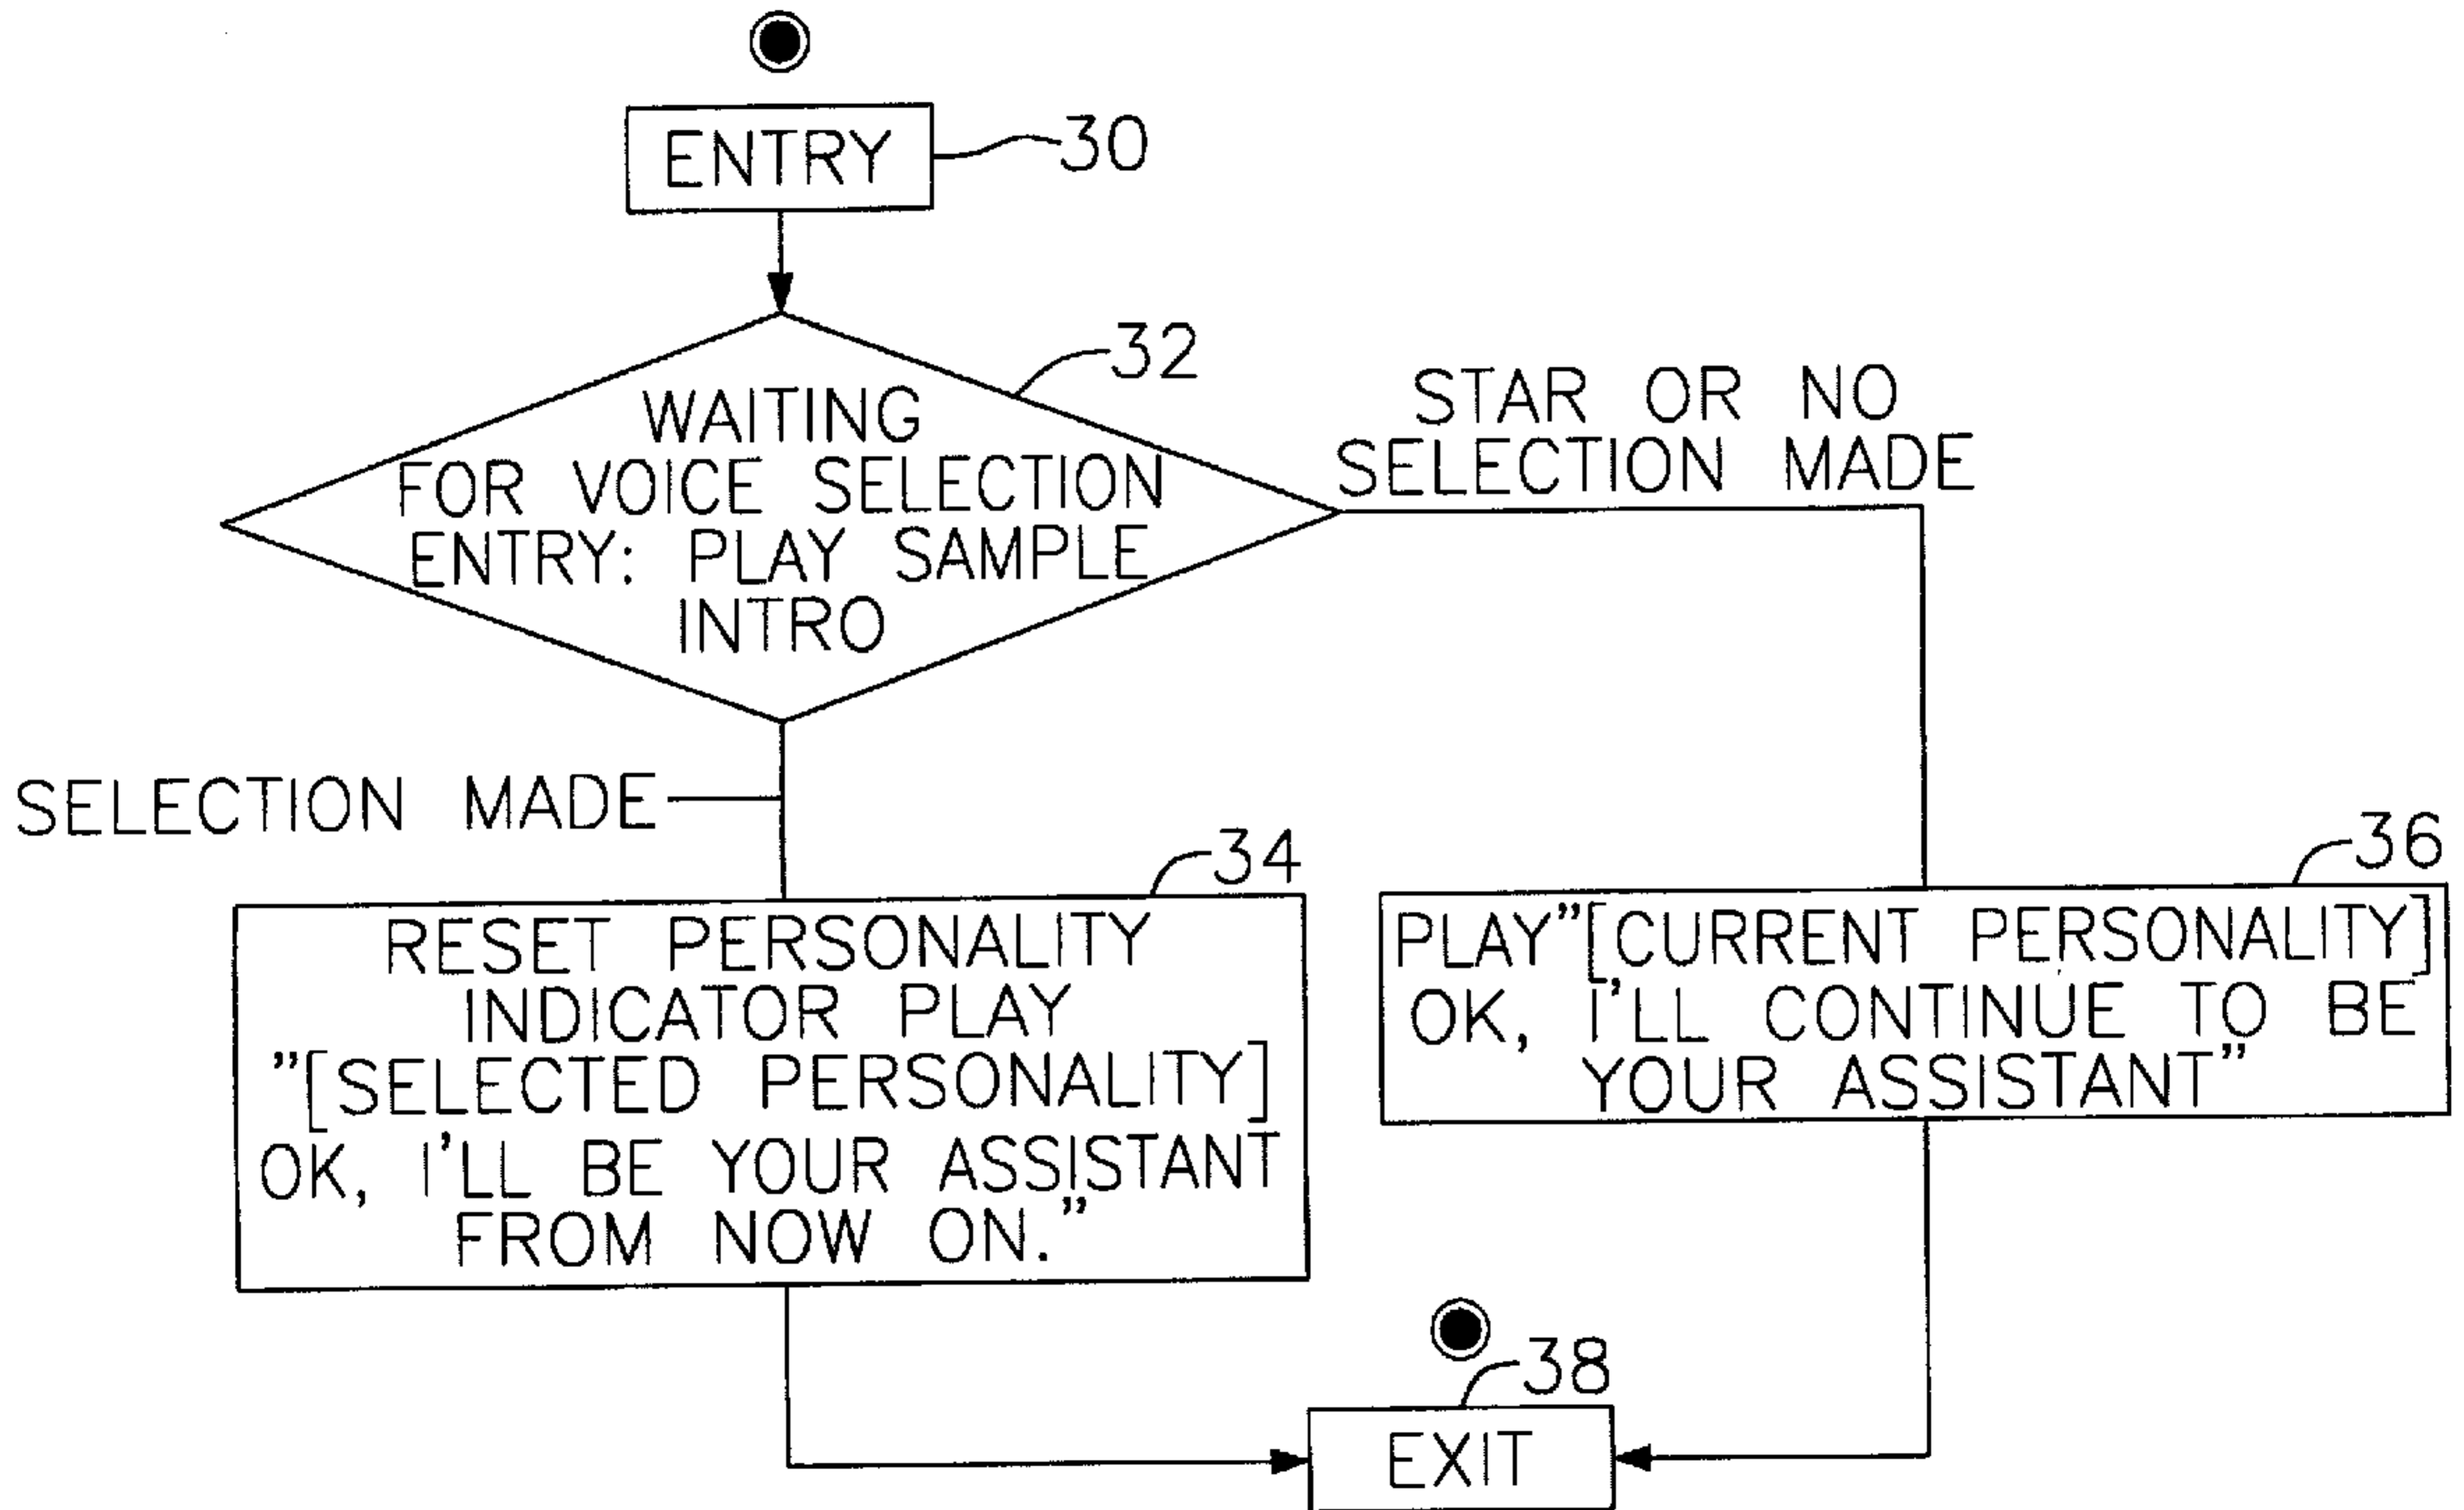 ENTRY
30
32
WAITING
FOR VOICE SELECTION
ENTRY: PLAY SAMPLE
INTRO
STAR OR NO
SELECTION MADE
SELECTION MADE
34
RESET PERSONALITY
INDICATOR PLAY
”[SELECTED PERSONALITY]
OK, I’LL BE YOUR ASSISTANT
FROM NOW ON.”
36
PLAY”[CURRENT PERSONALITY]
OK, I’LL CONTINUE TO BE
YOUR ASSISTANT”
38
EXIT